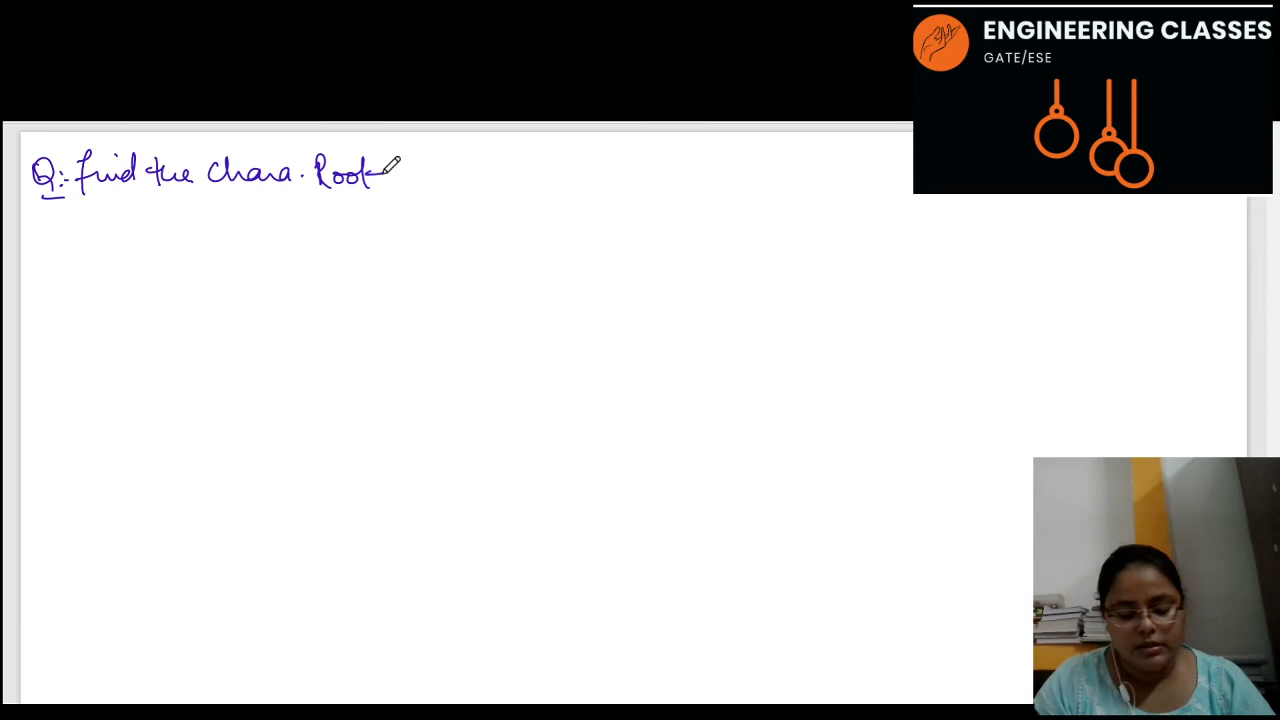 ENGINEERING CLASSES
GATE/ESE
Q:- find the Chara. Root